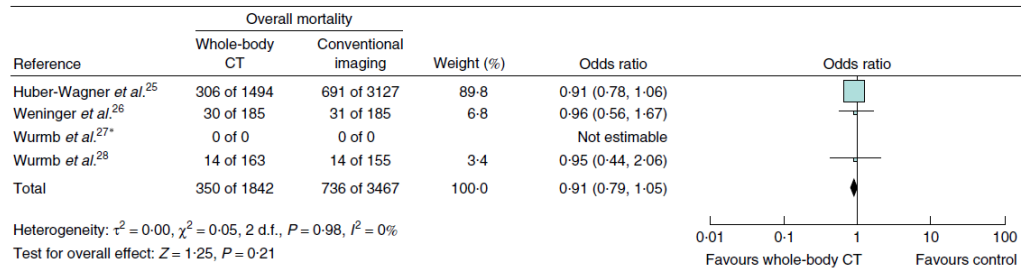 Overall mortality
Whole-body CT Conventional imaging
Reference Weight (%) Odds ratio Odds ratio
Huber-Wagner et al.25 306 of 1494 691 of 3127 89·8 0·91 (0·78, 1·06)
Weninger et al.26 30 of 185 31 of 185 6·8 0·96 (0·56, 1·67)
Wurmb et al.27* 0 of 0 0 of 0 Not estimable
Wurmb et al.28 14 of 163 14 of 155 3·4 0·95 (0·44, 2·06)
Total 350 of 1842 736 of 3467 100·0 0·91 (0·79, 1·05)
Heterogeneity: τ2 = 0·00, χ2 = 0·05, 2 d.f., P = 0·98, I2 = 0%
Test for overall effect: Z = 1·25, P = 0·21
0·01 0·1 1 10 100
Favours whole-body CT Favours control